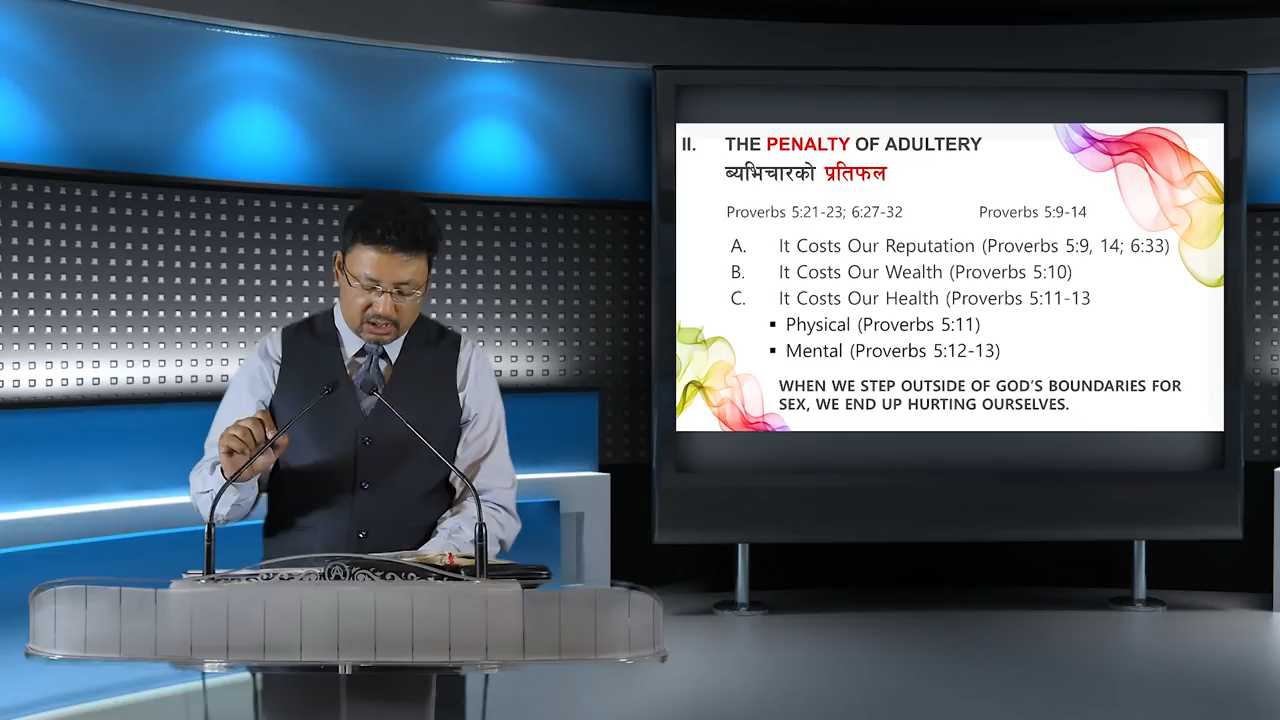 II. THE PENALTY OF ADULTERY
ब्यभिचारको प्रतिफल
Proverbs 5:21-23; 6:27-32 Proverbs 5:9-14
A. It Costs Our Reputation (Proverbs 5:9, 14; 6:33)
B. It Costs Our Wealth (Proverbs 5:10)
C. It Costs Our Health (Proverbs 5:11-13
▪ Physical (Proverbs 5:11)
▪ Mental (Proverbs 5:12-13)
WHEN WE STEP OUTSIDE OF GOD'S BOUNDARIES FOR
SEX, WE END UP HURTING OURSELVES.